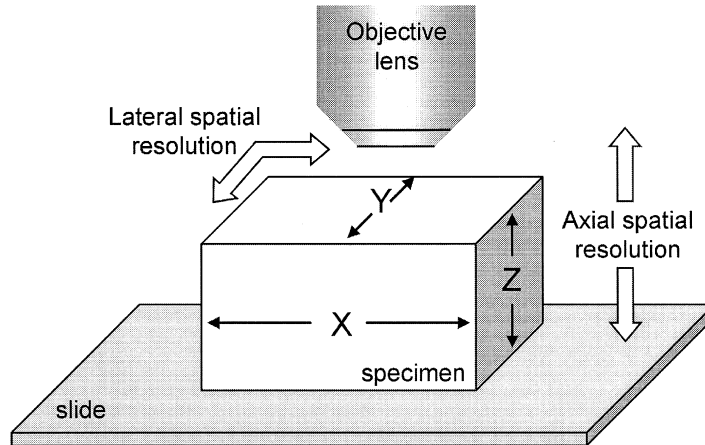 Objective
lens
Lateral spatial
resolution
Y
Axial spatial
resolution
Z
X
specimen
slide